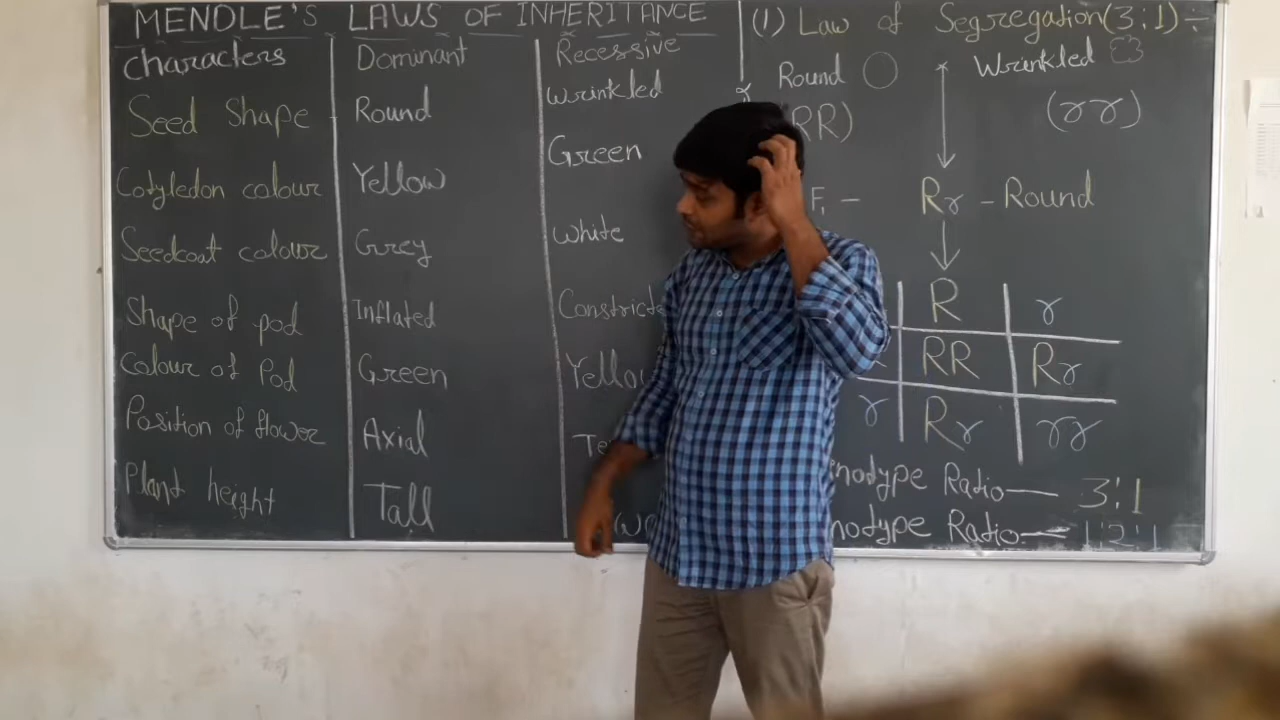 MENDLE'S LAWS OF INHERITANCE
characters Dominant Recessive
Seed Shape Round wrinkled
Cotyledon colour Yellow Green
Seedcoat colour Grey white
Shape of pod Inflated
Colour of Pod Green
Position of flower Axial
Plant height Tall
(1) Law of Segregation (3:1) :-
Round × Wrinkled
RR) (rr)
F1 — Rr - Round
R r
RR Rr
r Rr rr
Ratio — 3:1
Ratio — 1:2:1